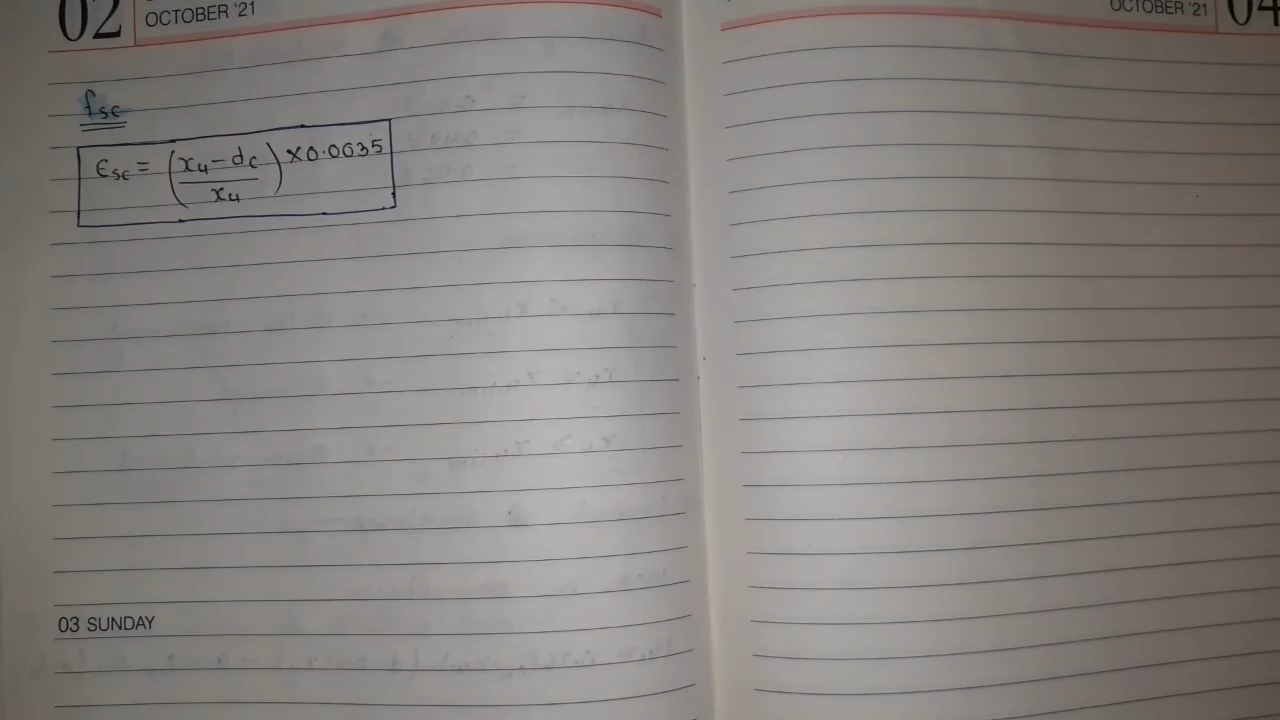 02
OCTOBER '21
OCTOBER '21
04
fsc
εsc = (xu - dc / xu) × 0.0035
03 SUNDAY